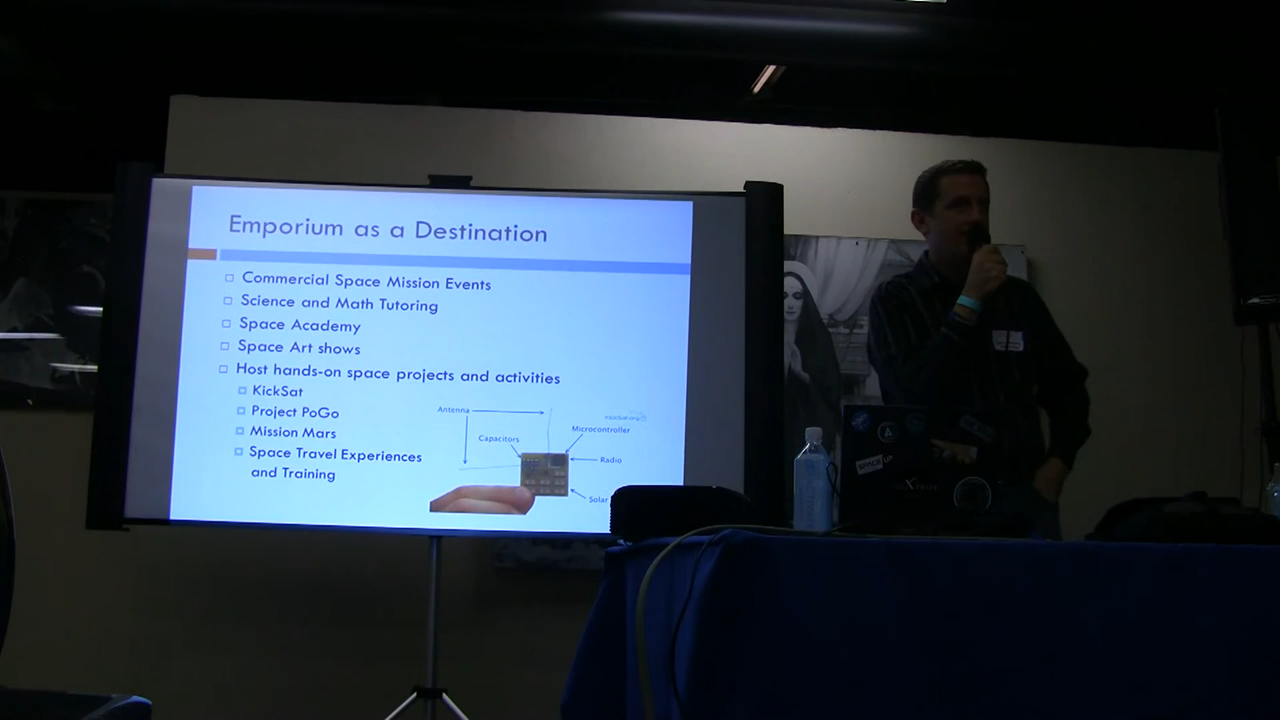 Emporium as a Destination
Commercial Space Mission Events
Science and Math Tutoring
Space Academy
Space Art shows
Host hands-on space projects and activities
KickSat
Project PoGo
Mission Mars
Space Travel Experiences
and Training
Antenna
Capacitors
Microcontroller
Radio
Solar
SPACE UP